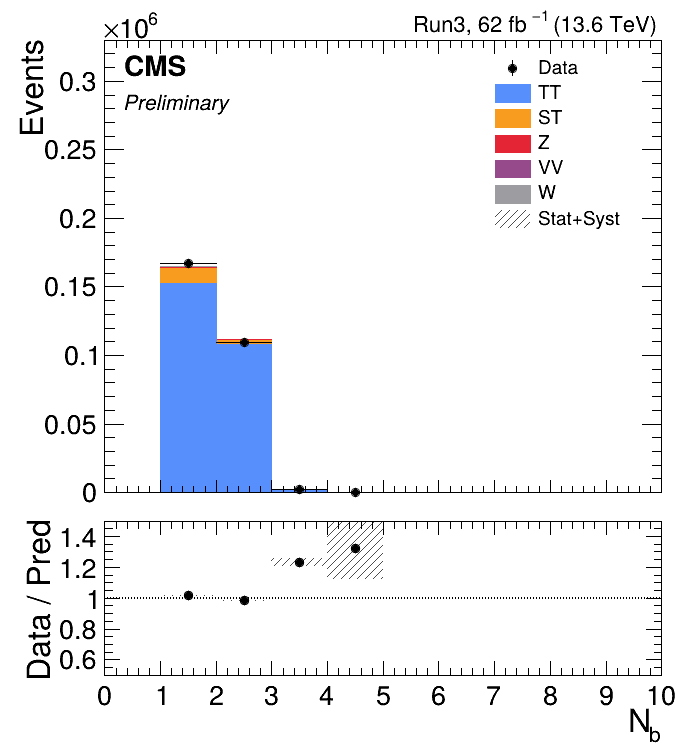 ×10⁶ Run3, 62 fb⁻¹ (13.6 TeV)
CMS
Preliminary
Events
0.3
0.25
0.2
0.15
0.1
0.05
0
Data
TT
ST
Z
VV
W
Stat+Syst
Data / Pred
1.4
1.2
1
0.8
0.6
0 1 2 3 4 5 6 7 8 9 10
N_b